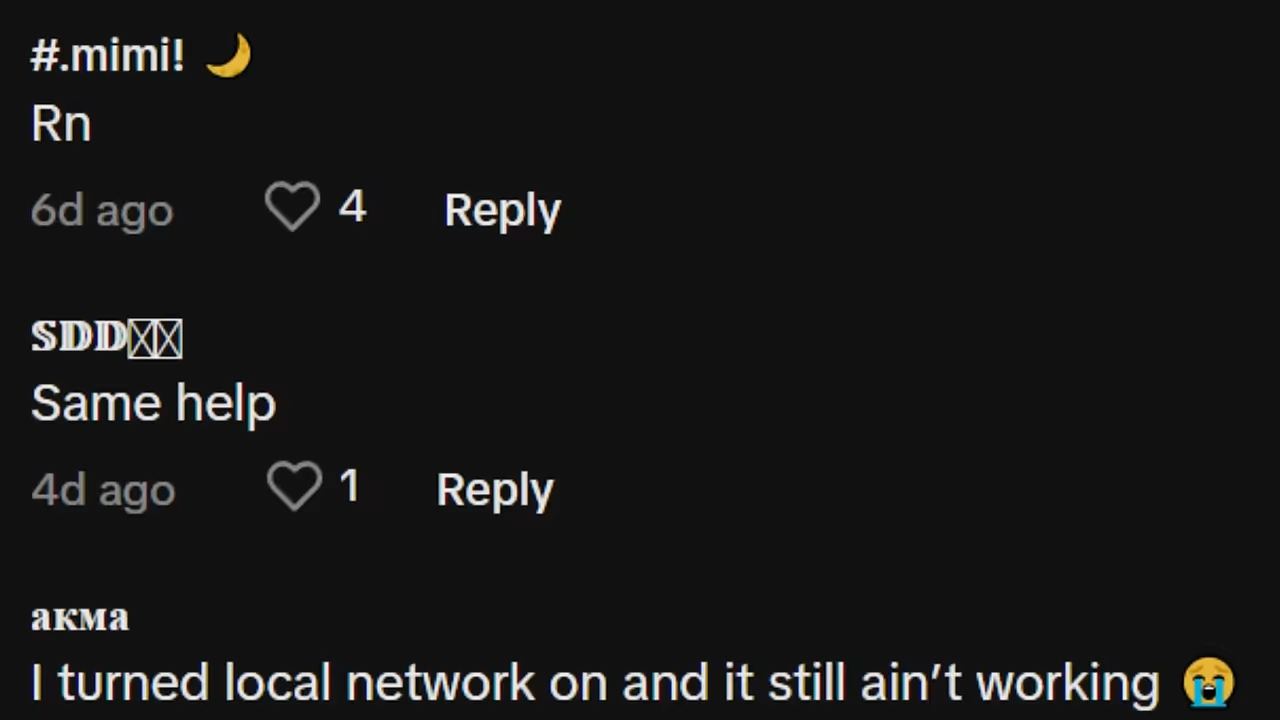 #.mimi! 🌙
Rn
6d ago 4 Reply
𝕊𝔻𝔻
Same help
4d ago 1 Reply
акма
I turned local network on and it still ain’t working 😭